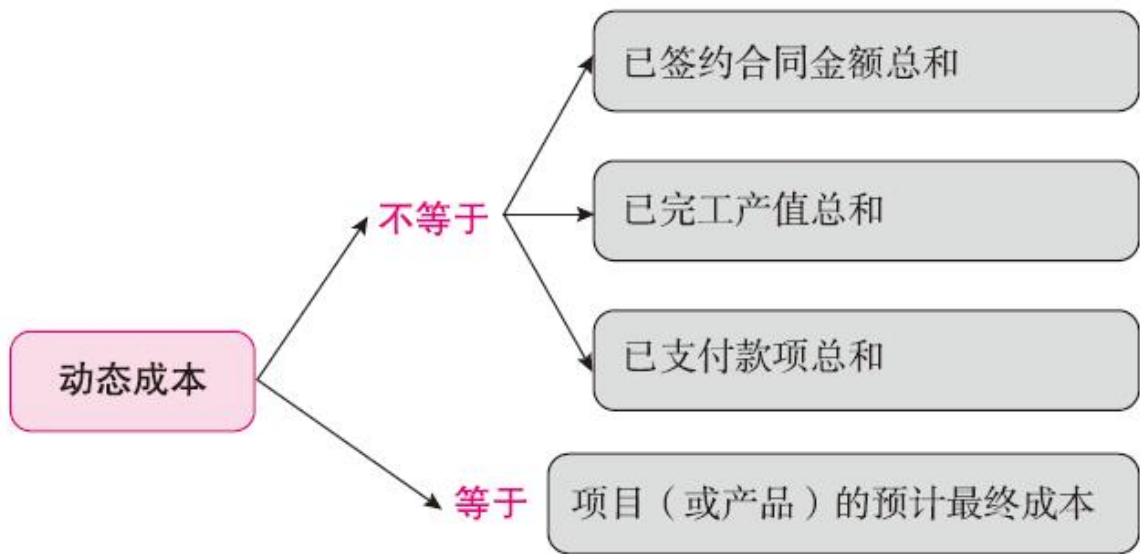 已签约合同金额总和
不等于
已完工产值总和
已支付款项总和
动态成本
等于
项目（或产品）的预计最终成本